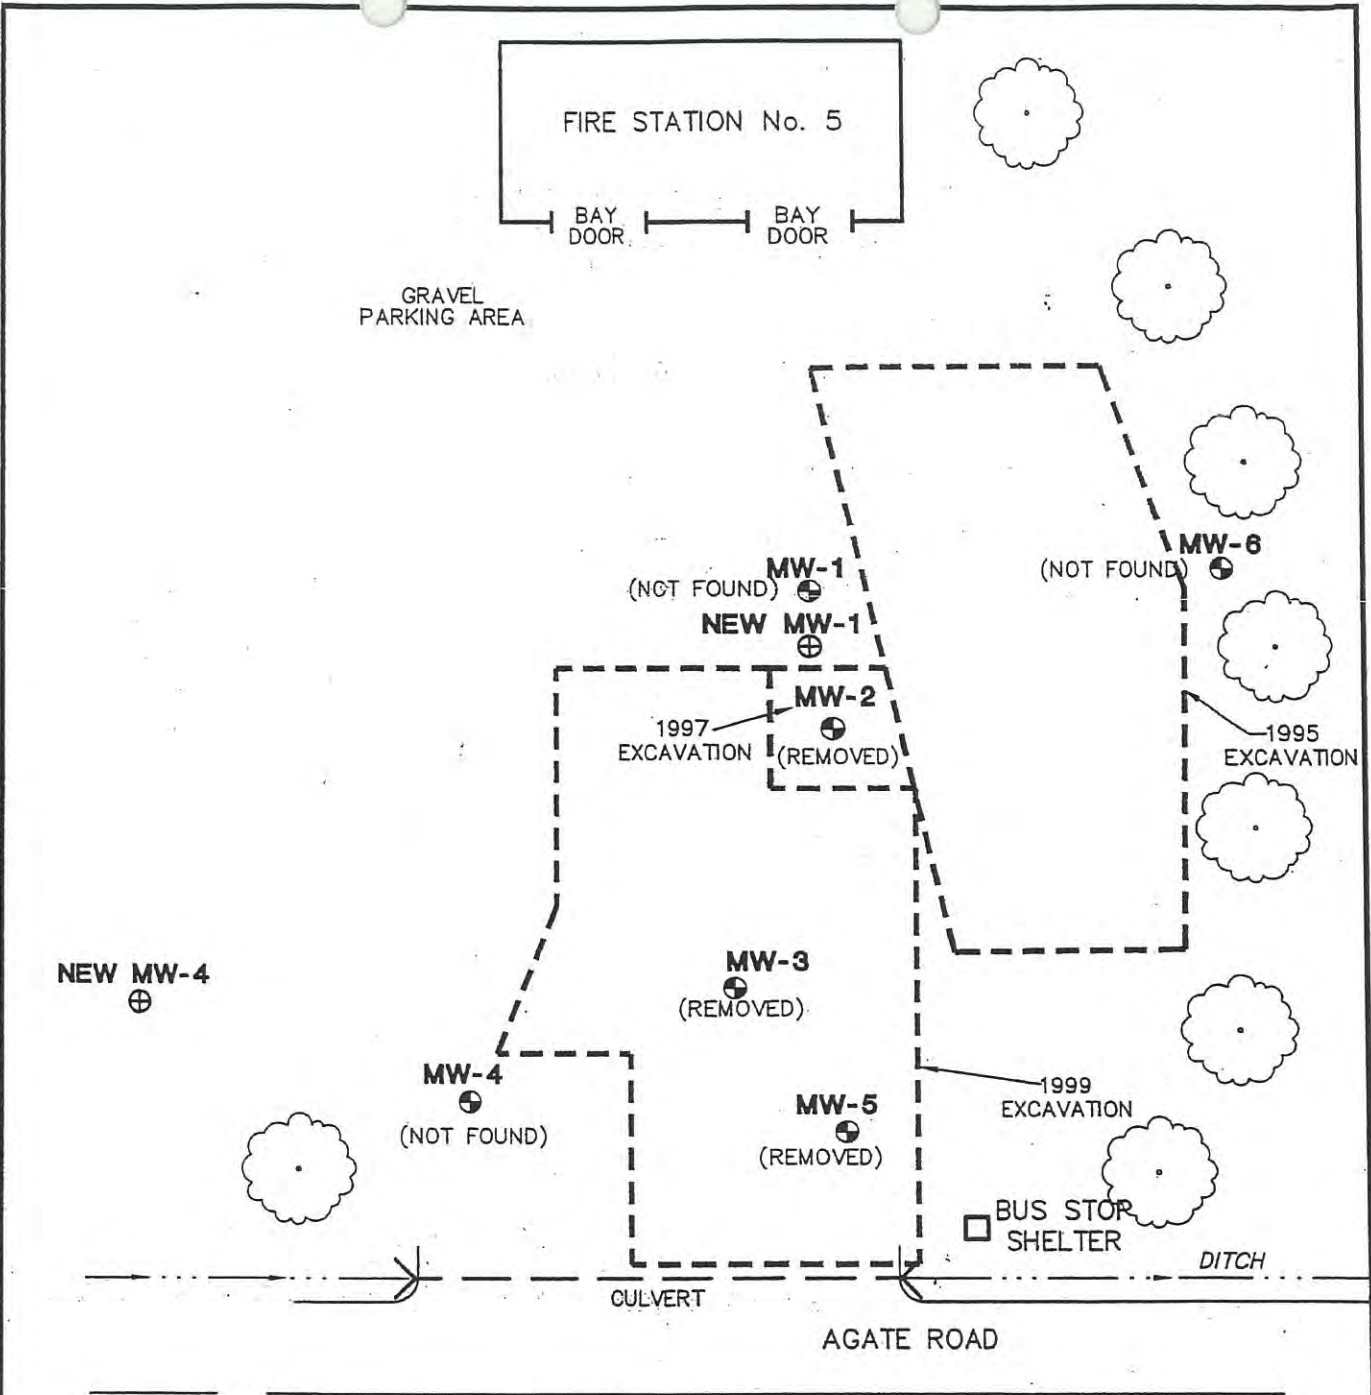 FIRE STATION No. 5
BAY
DOOR
BAY
DOOR
GRAVEL
PARKING AREA
MW-6
(NOT FOUND)
MW-1
(NOT FOUND)
NEW MW-1
MW-2
(REMOVED)
1997
EXCAVATION
1995
EXCAVATION
NEW MW-4
MW-3
(REMOVED)
MW-4
(NOT FOUND)
1999
EXCAVATION
MW-5
(REMOVED)
BUS STOP
SHELTER
DITCH
CULVERT
AGATE ROAD